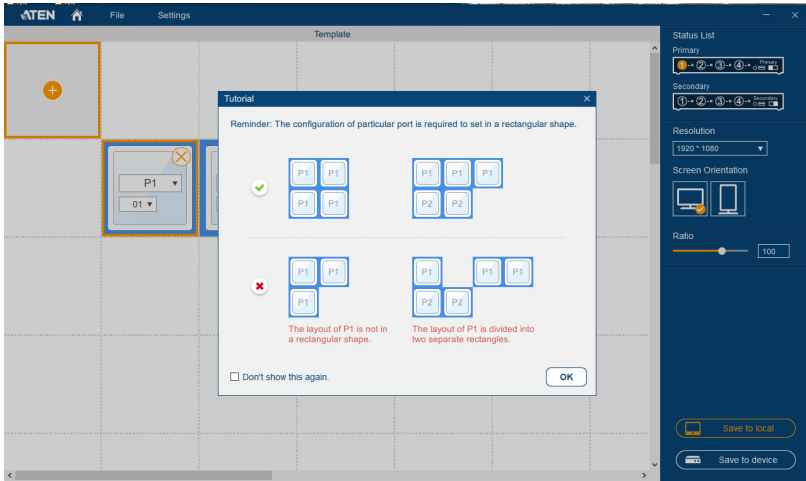 ATEN File Settings
Template
Tutorial
Reminder: The configuration of particular port is required to set in a rectangular shape.
P1 P1 P1 P1 P1
P1 P1 P2 P2
P1 P1 P1 P1 P1
P1 P2 P2
The layout of P1 is not in
a rectangular shape.
The layout of P1 is divided into
two separate rectangles.
Don't show this again.
OK
P1
01
Status List
Primary
1 2 3 4 Primary
Secondary
1 2 3 4 Secondary
Resolution
1920 * 1080
Screen Orientation
Ratio
100
Save to local
Save to device